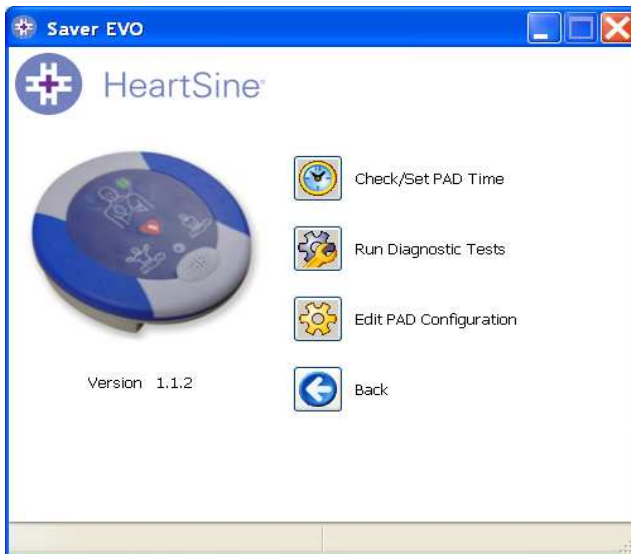 Saver EVO
HeartSine®
Check/Set PAD Time
Run Diagnostic Tests
Edit PAD Configuration
Version 1.1.2
Back